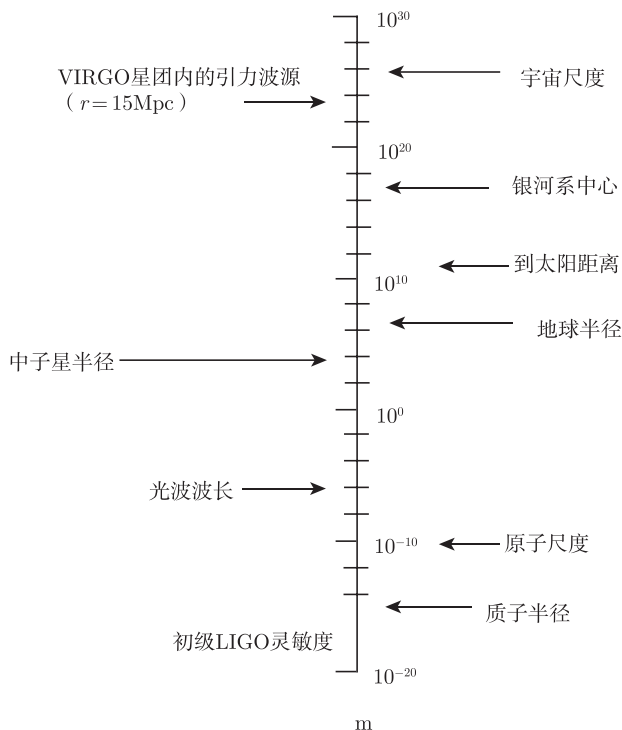 10^30
VIRGO星团内的引力波源
（r=15Mpc）
宇宙尺度
10^20
银河系中心
到太阳距离
10^10
地球半径
中子星半径
10^0
光波波长
10^−10
原子尺度
质子半径
初级LIGO灵敏度
10^−20
m